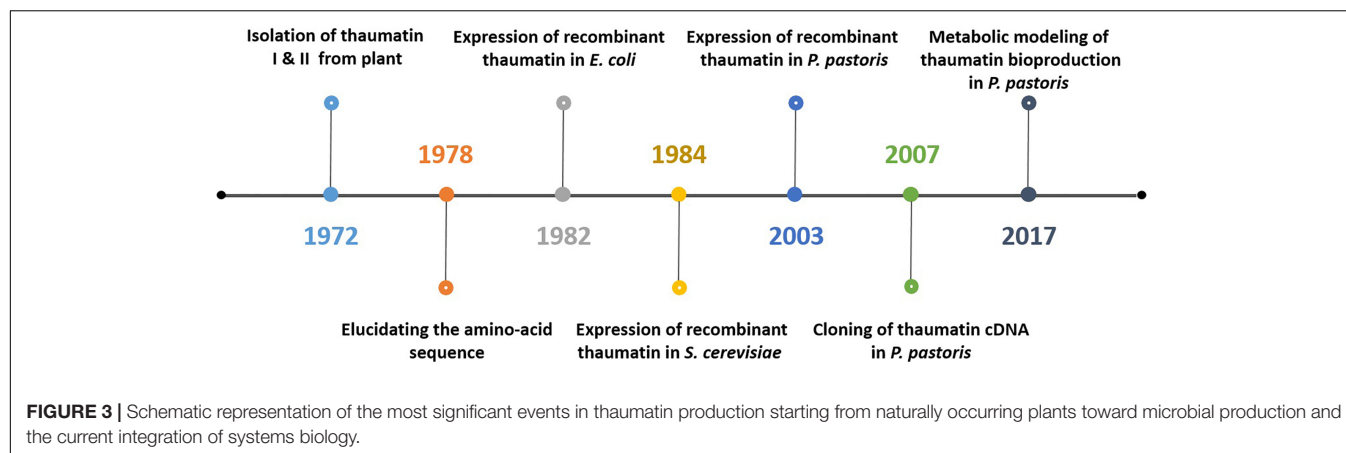 Isolation of thaumatin
I & II from plant
Expression of recombinant
thaumatin in E. coli
Expression of recombinant
thaumatin in P. pastoris
Metabolic modeling of
thaumatin bioproduction
in P. pastoris
1978
1984
2007
1972
1982
2003
2017
Elucidating the amino-acid
sequence
Expression of recombinant
thaumatin in S. cerevisiae
Cloning of thaumatin cDNA
in P. pastoris
FIGURE 3 | Schematic representation of the most significant events in thaumatin production starting from naturally occurring plants toward microbial production and
the current integration of systems biology.